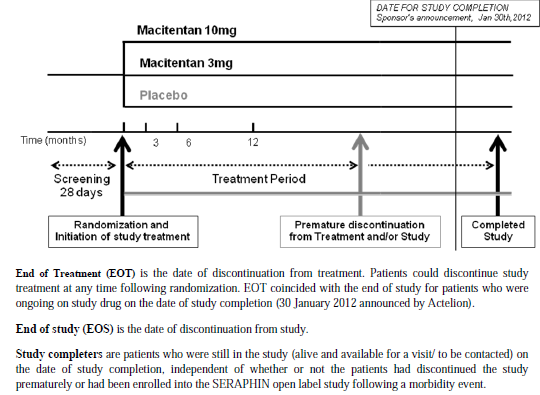 DATE FOR STUDY COMPLETION
Sponsor's announcement, Jan 30th,2012
Macitentan 10mg
Macitentan 3mg
Placebo
Time (months)
3
6
12
Screening
28 days
Treatment Period
Randomization and
Initiation of study treatment
Premature discontinuation
from Treatment and/or Study
Completed
Study
End of Treatment (EOT) is the date of discontinuation from treatment. Patients could discontinue study
treatment at any time following randomization. EOT coincided with the end of study for patients who were
ongoing on study drug on the date of study completion (30 January 2012 announced by Actelion).
End of study (EOS) is the date of discontinuation from study.
Study completers are patients who were still in the study (alive and available for a visit/ to be contacted) on
the date of study completion, independent of whether or not the patients had discontinued the study
prematurely or had been enrolled into the SERAPHIN open label study following a morbidity event.